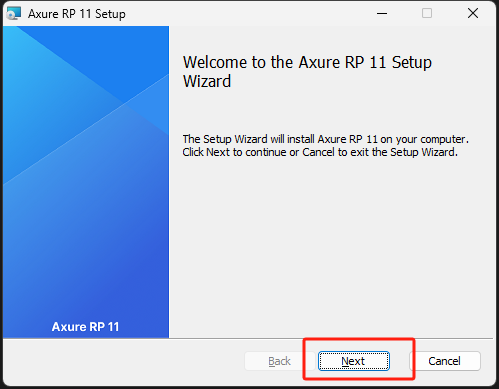 Axure RP 11 Setup
Welcome to the Axure RP 11 Setup
Wizard
The Setup Wizard will install Axure RP 11 on your computer.
Click Next to continue or Cancel to exit the Setup Wizard.
Axure RP 11
Back
Next
Cancel